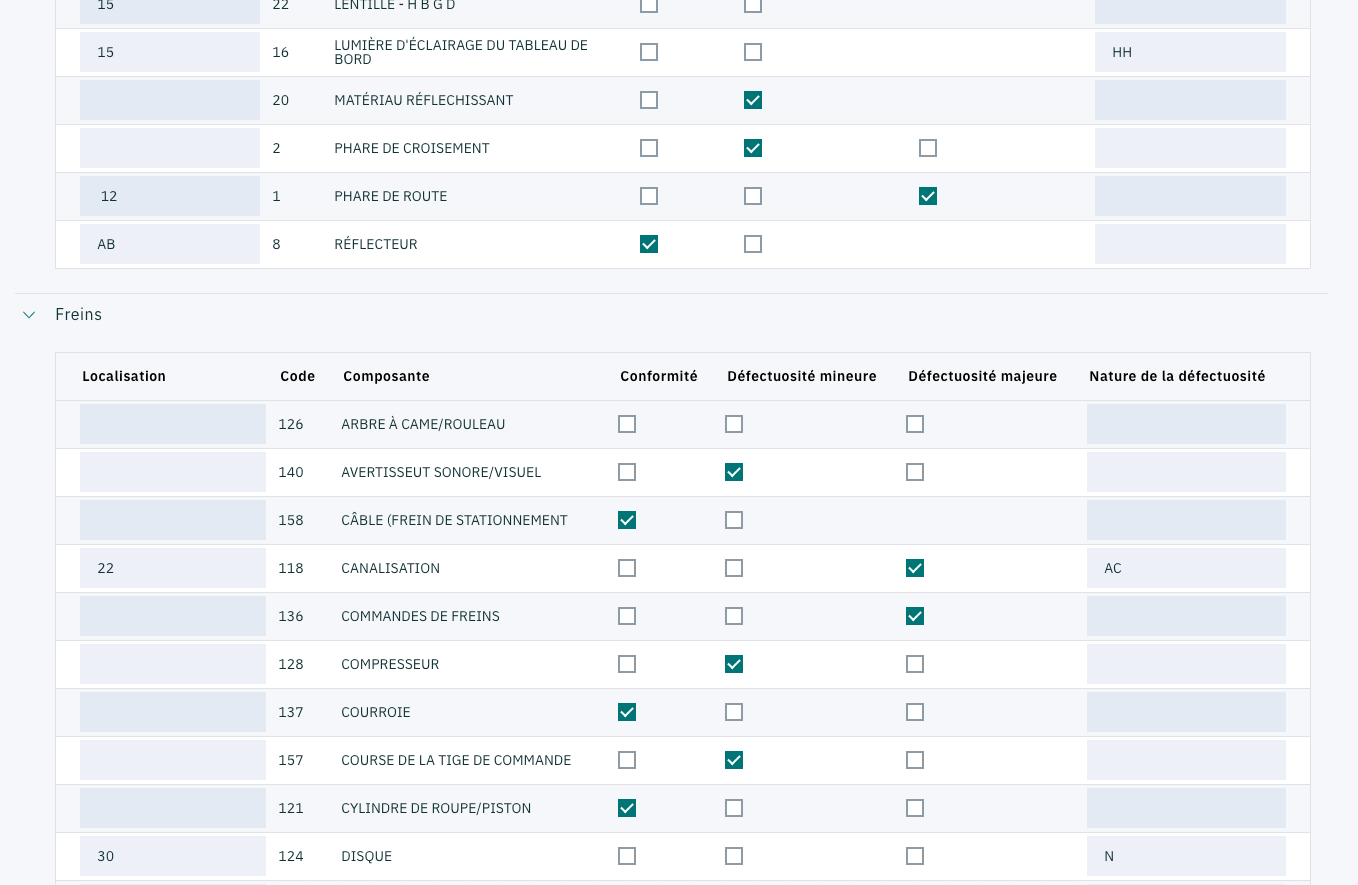 15 22 LENTILLE - H B G D
15 16 LUMIÈRE D'ÉCLAIRAGE DU TABLEAU DE
BORD HH
20 MATÉRIAU RÉFLECHISSANT
2 PHARE DE CROISEMENT
12 1 PHARE DE ROUTE
AB 8 RÉFLECTEUR
Freins
Localisation Code Composante Conformité Défectuosité mineure Défectuosité majeure Nature de la défectuosité
126 ARBRE À CAME/ROULEAU
140 AVERTISSEUT SONORE/VISUEL
158 CÂBLE (FREIN DE STATIONNEMENT
22 118 CANALISATION AC
136 COMMANDES DE FREINS
128 COMPRESSEUR
137 COURROIE
157 COURSE DE LA TIGE DE COMMANDE
121 CYLINDRE DE ROUPE/PISTON
30 124 DISQUE N